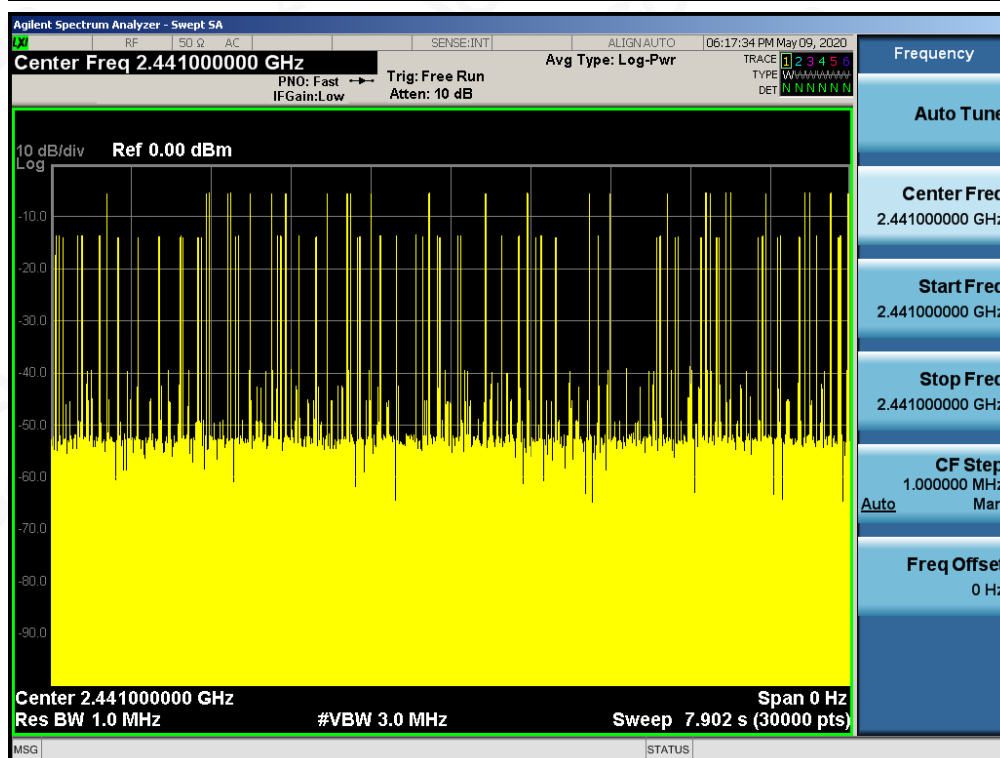 Agilent Spectrum Analyzer - Swept SA
LXI RF 50 Ω AC SENSE:INT ALIGNAUTO 06:17:34 PM May 09, 2020
Center Freq 2.441000000 GHz
PNO: Fast
IFGain:Low
Trig: Free Run
Atten: 10 dB
Avg Type: Log-Pwr
TRACE 1 2 3 4 5 6
TYPE WWWWWW
DET N N N N N N
10 dB/div Ref 0.00 dBm
Log
-10.0
-20.0
-30.0
-40.0
-50.0
-60.0
-70.0
-80.0
-90.0
Center 2.441000000 GHz Span 0 Hz
Res BW 1.0 MHz #VBW 3.0 MHz Sweep 7.902 s (30000 pts)
MSG STATUS
Frequency
Auto Tune
Center Freq
2.441000000 GHz
Start Freq
2.441000000 GHz
Stop Freq
2.441000000 GHz
CF Step
1.000000 MHz
Auto Man
Freq Offset
0 Hz